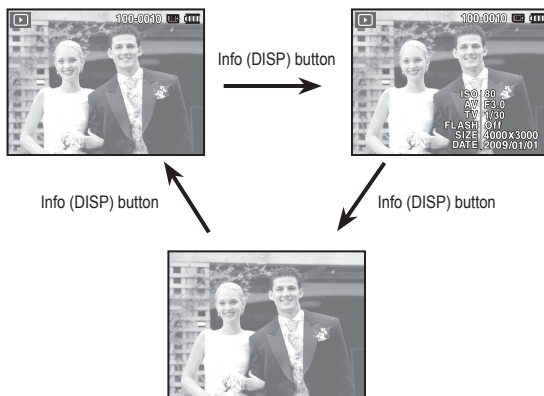 100-0010
100-0010
Info (DISP) button
ISO 80
AV F3.0
TV 1/30
FLASH Off
SIZE 4000x3000
DATE 2009/01/01
Info (DISP) button
Info (DISP) button